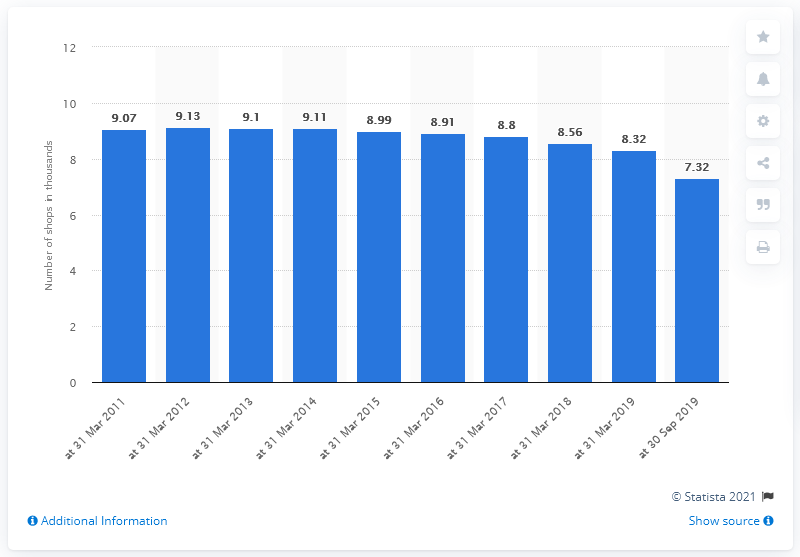 12
10
8
6
4
2
0
Number of shops in thousands
9.07
9.13
9.1
9.11
8.99
8.91
8.8
8.56
8.32
7.32
at 31 Mar 2011
at 31 Mar 2012
at 31 Mar 2013
at 31 Mar 2014
at 31 Mar 2015
at 31 Mar 2016
at 31 Mar 2017
at 31 Mar 2018
at 31 Mar 2019
at 30 Sep 2019
© Statista 2021
Additional Information
Show source